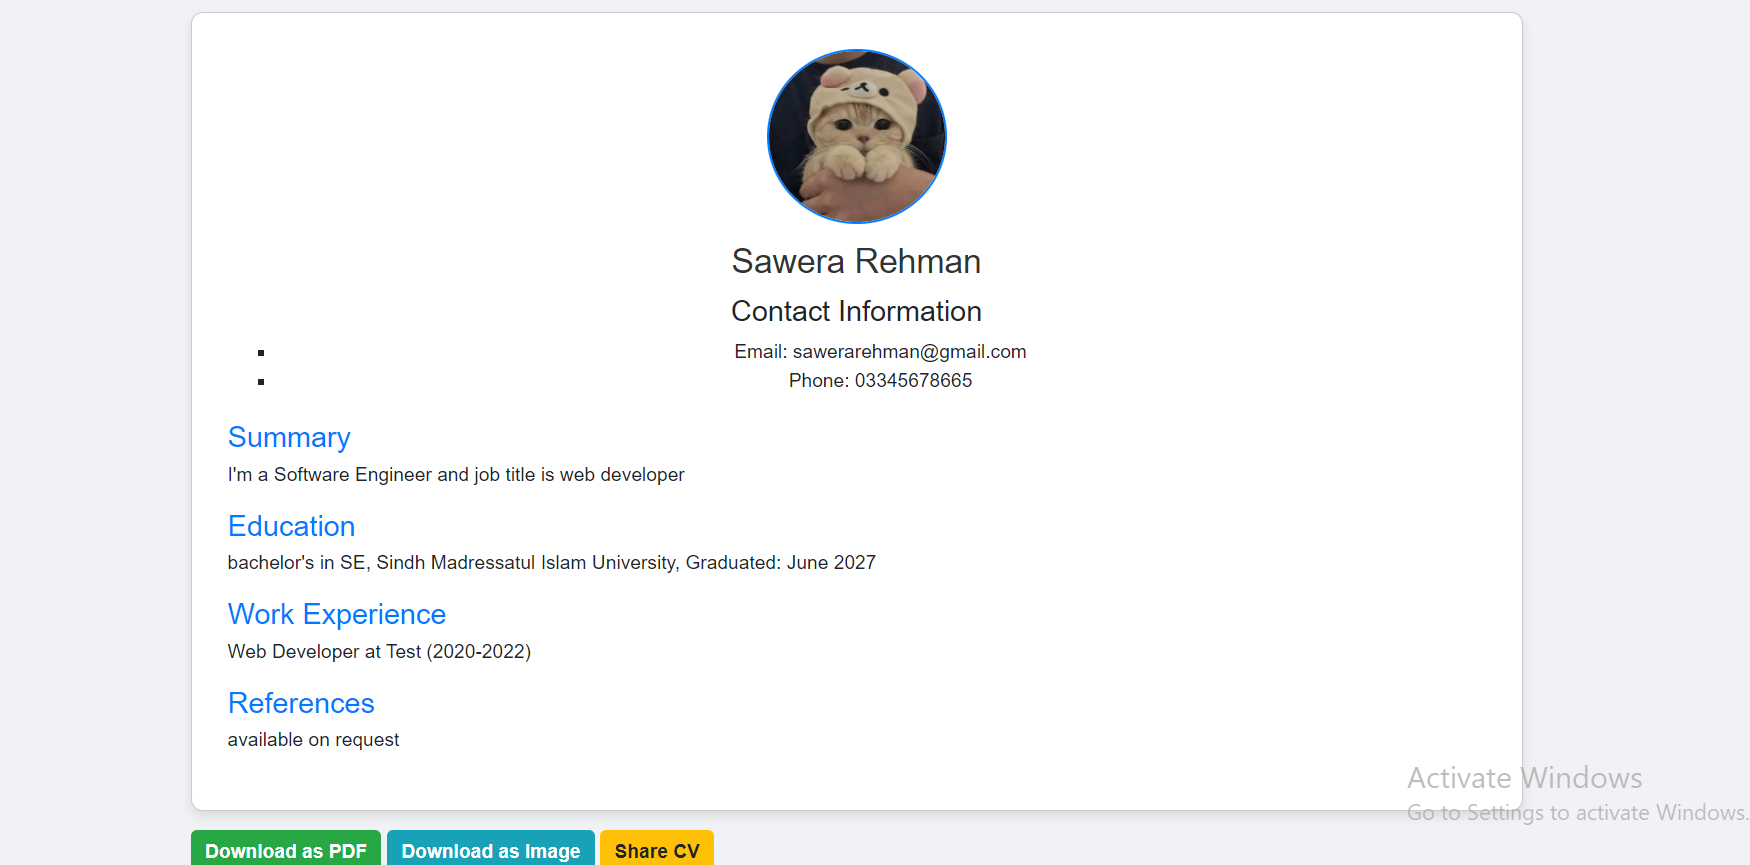 Sawera Rehman
Contact Information
Email: sawerarehman@gmail.com
Phone: 03345678665
Summary
I'm a Software Engineer and job title is web developer
Education
bachelor's in SE, Sindh Madressatul Islam University, Graduated: June 2027
Work Experience
Web Developer at Test (2020-2022)
References
available on request
Activate Windows
Go to Settings to activate Windows.
Download as PDF
Download as Image
Share CV